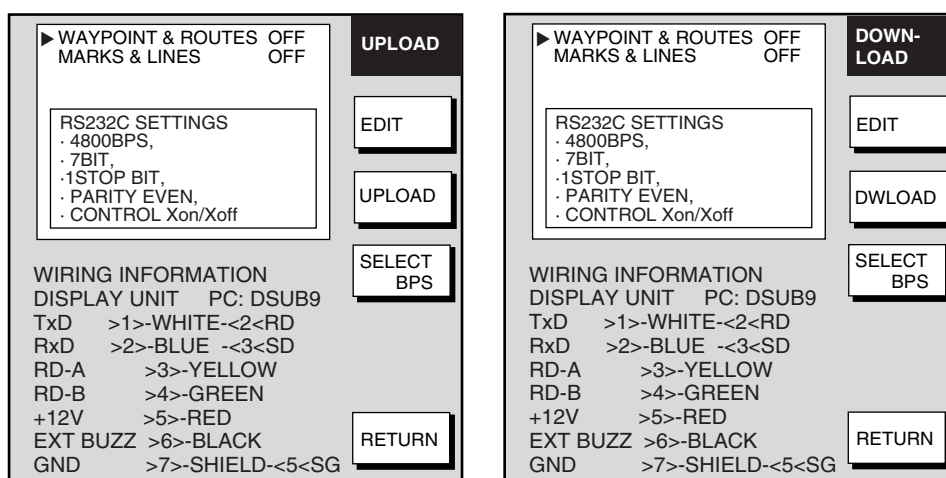 ▶ WAYPOINT & ROUTES OFF
MARKS & LINES OFF
RS232C SETTINGS
· 4800BPS,
· 7BIT,
·1STOP BIT,
· PARITY EVEN,
· CONTROL Xon/Xoff
WIRING INFORMATION
DISPLAY UNIT PC: DSUB9
TxD >1>-WHITE-<2<RD
RxD >2>-BLUE -<3<SD
RD-A >3>-YELLOW
RD-B >4>-GREEN
+12V >5>-RED
EXT BUZZ >6>-BLACK
GND >7>-SHIELD-<5<SG
UPLOAD
EDIT
UPLOAD
SELECT
BPS
RETURN
▶ WAYPOINT & ROUTES OFF
MARKS & LINES OFF
RS232C SETTINGS
· 4800BPS,
· 7BIT,
·1STOP BIT,
· PARITY EVEN,
· CONTROL Xon/Xoff
WIRING INFORMATION
DISPLAY UNIT PC: DSUB9
TxD >1>-WHITE-<2<RD
RxD >2>-BLUE -<3<SD
RD-A >3>-YELLOW
RD-B >4>-GREEN
+12V >5>-RED
EXT BUZZ >6>-BLACK
GND >7>-SHIELD-<5<SG
DOWN-
LOAD
EDIT
DWLOAD
SELECT
BPS
RETURN